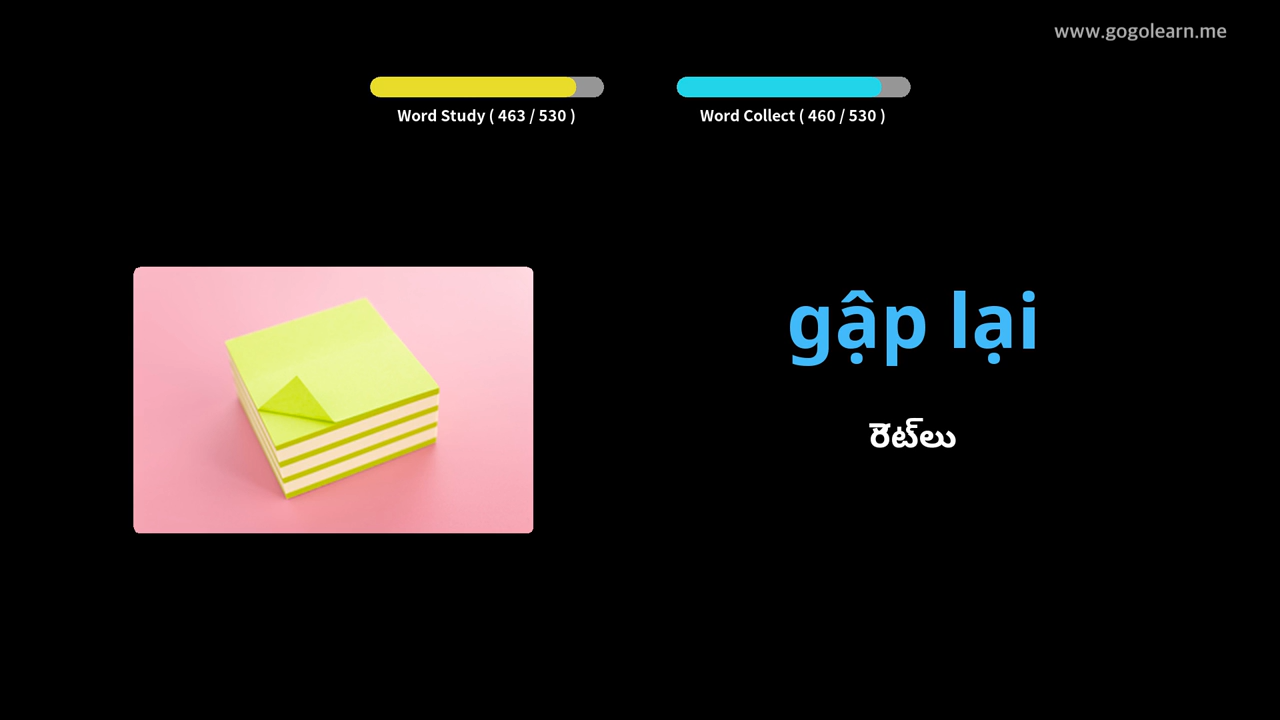 www.gogolearn.me
Word Study ( 463 / 530 )
Word Collect ( 460 / 530 )
gập lại
రెట్‌లు